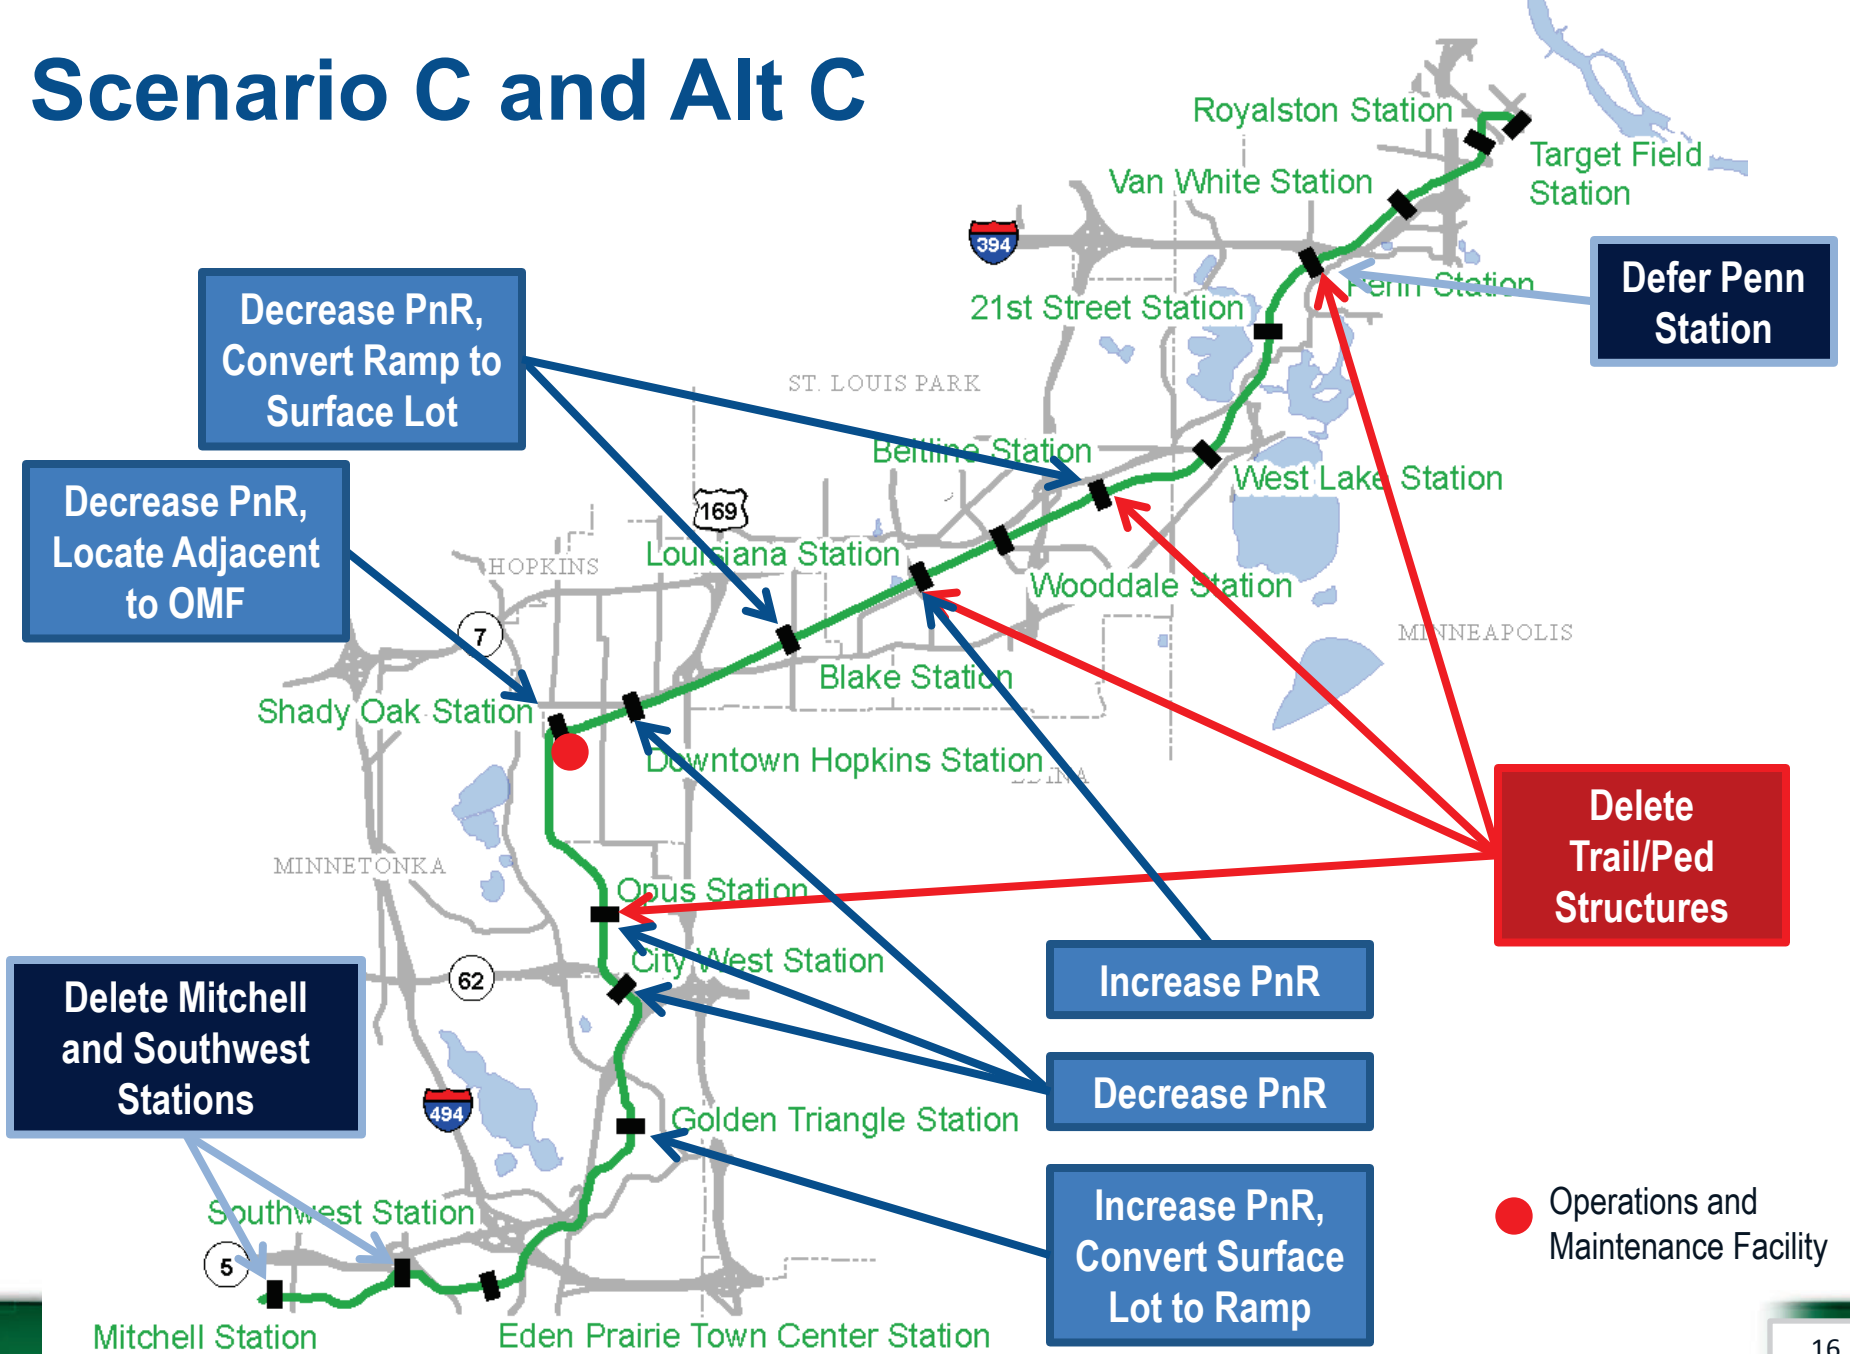 Scenario C and Alt C
Royalston Station
Target Field
Station
Van White Station
394
Defer Penn
Station
Penn Station
21st Street Station
Decrease PnR,
Convert Ramp to
Surface Lot
ST. LOUIS PARK
Beltline Station
West Lake Station
Decrease PnR,
Locate Adjacent
to OMF
169
HOPKINS
Louisiana Station
Wooddale Station
7
MINNEAPOLIS
Blake Station
Shady Oak Station
Downtown Hopkins Station
EDINA
Delete
Trail/Ped
Structures
MINNETONKA
Opus Station
City West Station
62
Increase PnR
Delete Mitchell
and Southwest
Stations
Decrease PnR
494
Golden Triangle Station
Increase PnR,
Convert Surface
Lot to Ramp
Operations and
Maintenance Facility
Southwest Station
5
Mitchell Station
Eden Prairie Town Center Station
16